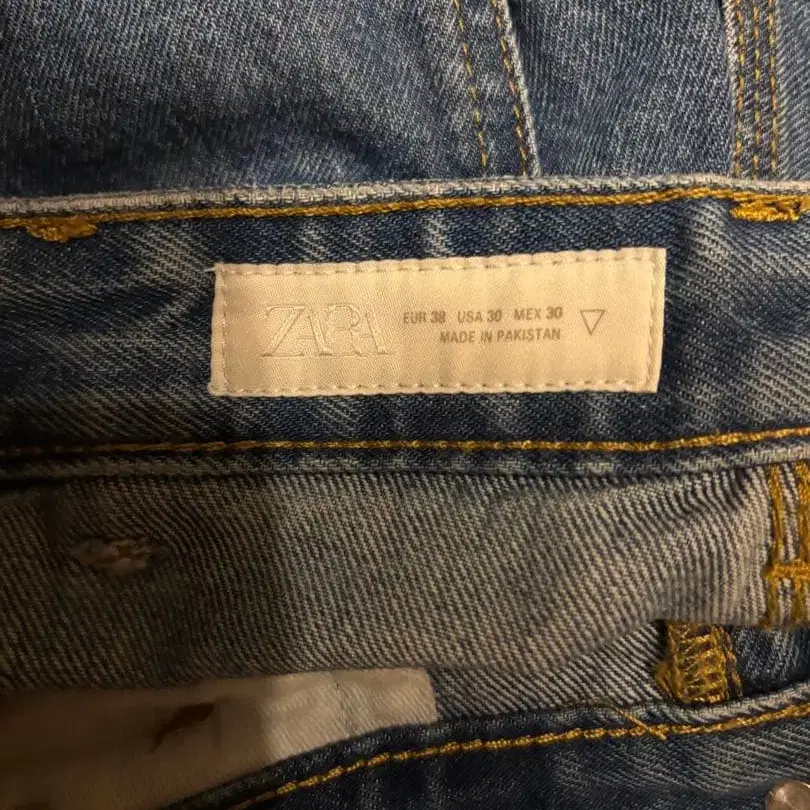 ZARA
EUR 38 USA 30 MEX 30
MADE IN PAKISTAN